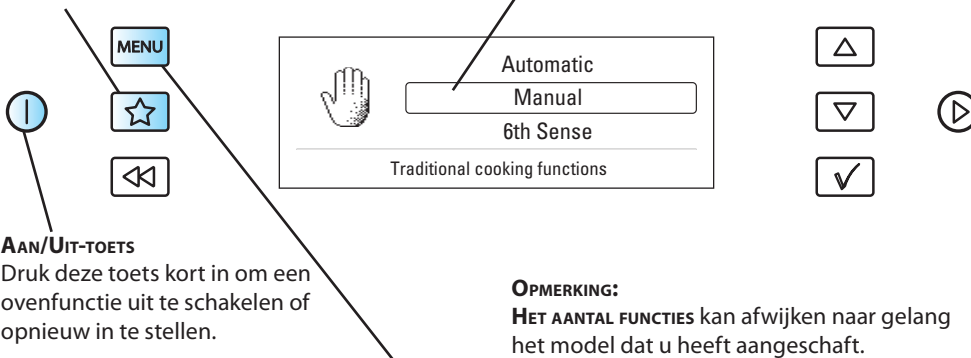 MENU
Automatic
Manual
6th Sense
Traditional cooking functions
Aan/Uit-toets
Druk deze toets kort in om een
ovenfunctie uit te schakelen of
opnieuw in te stellen.
Opmerking:
Het aantal functies kan afwijken naar gelang
het model dat u heeft aangeschaft.